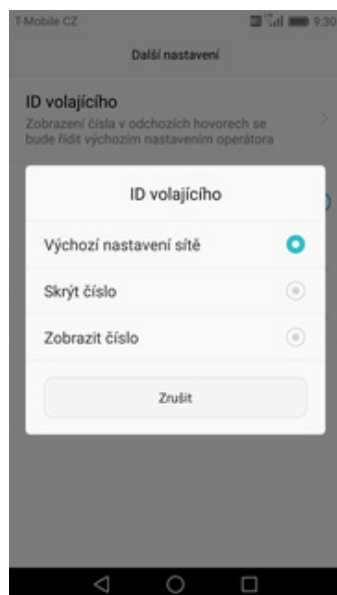 T-Mobile CZ
9:30
Další nastavení
ID volajícího
Zobrazení čísla v odchozích hovorech se
bude řídit výchozím nastavením operátora
ID volajícího
Výchozí nastavení sítě
Skrýt číslo
Zobrazit číslo
Zrušit